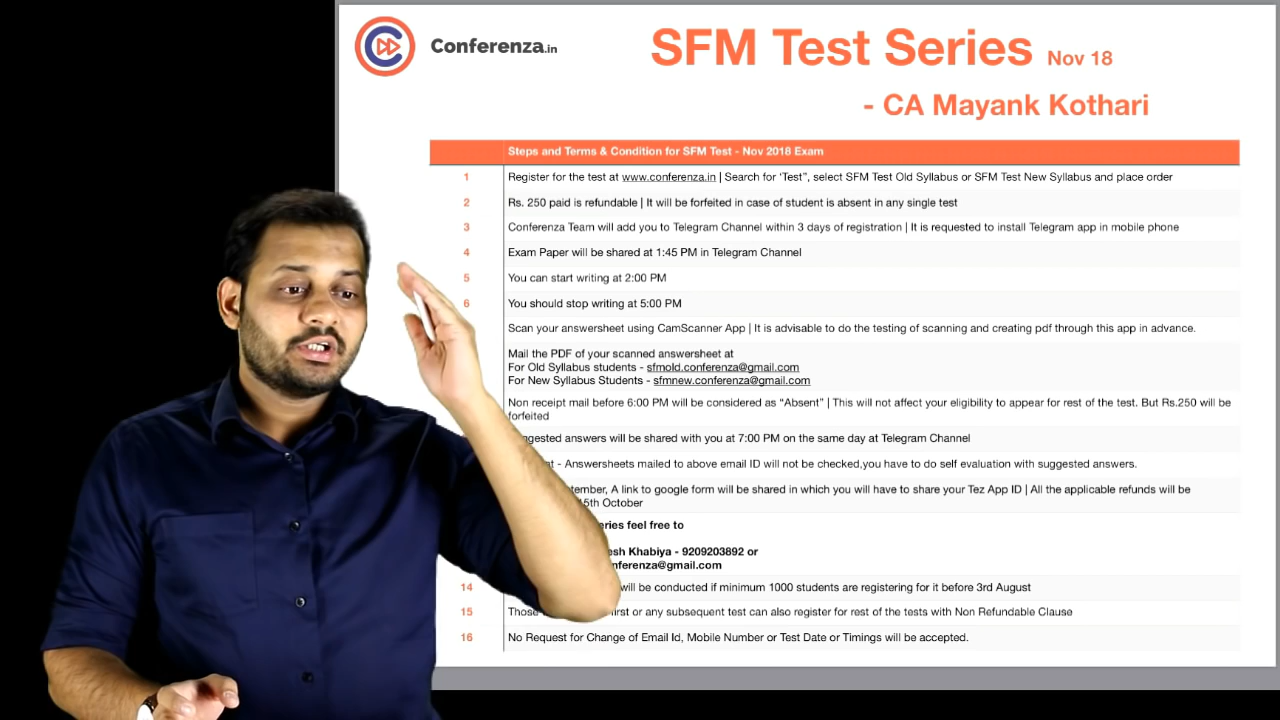 Conferenza.in
SFM Test Series Nov 18
- CA Mayank Kothari
Steps and Terms & Condition for SFM Test - Nov 2018 Exam
1 Register for the test at www.conferenza.in | Search for ‘Test”, select SFM Test Old Syllabus or SFM Test New Syllabus and place order
2 Rs. 250 paid is refundable | It will be forfeited in case of student is absent in any single test
3 Conferenza Team will add you to Telegram Channel within 3 days of registration | It is requested to install Telegram app in mobile phone
4 Exam Paper will be shared at 1:45 PM in Telegram Channel
5 You can start writing at 2:00 PM
6 You should stop writing at 5:00 PM
Scan your answersheet using CamScanner App | It is advisable to do the testing of scanning and creating pdf through this app in advance.
Mail the PDF of your scanned answersheet at
For Old Syllabus students - sfmold.conferenza@gmail.com
For New Syllabus Students - sfmnew.conferenza@gmail.com
Non receipt mail before 6:00 PM will be considered as “Absent” | This will not affect your eligibility to appear for rest of the test. But Rs.250 will be
forfeited
answers will be shared with you at 7:00 PM on the same day at Telegram Channel
- Answersheets mailed to above email ID will not be checked,you have to do self evaluation with suggested answers.
A link to google form will be shared in which you will have to share your Tez App ID | All the applicable refunds will be
15th October
feel free to
Khabiya - 9209203892 or
will be conducted if minimum 1000 students are registering for it before 3rd August
15 first or any subsequent test can also register for rest of the tests with Non Refundable Clause
16 No Request for Change of Email Id, Mobile Number or Test Date or Timings will be accepted.
14